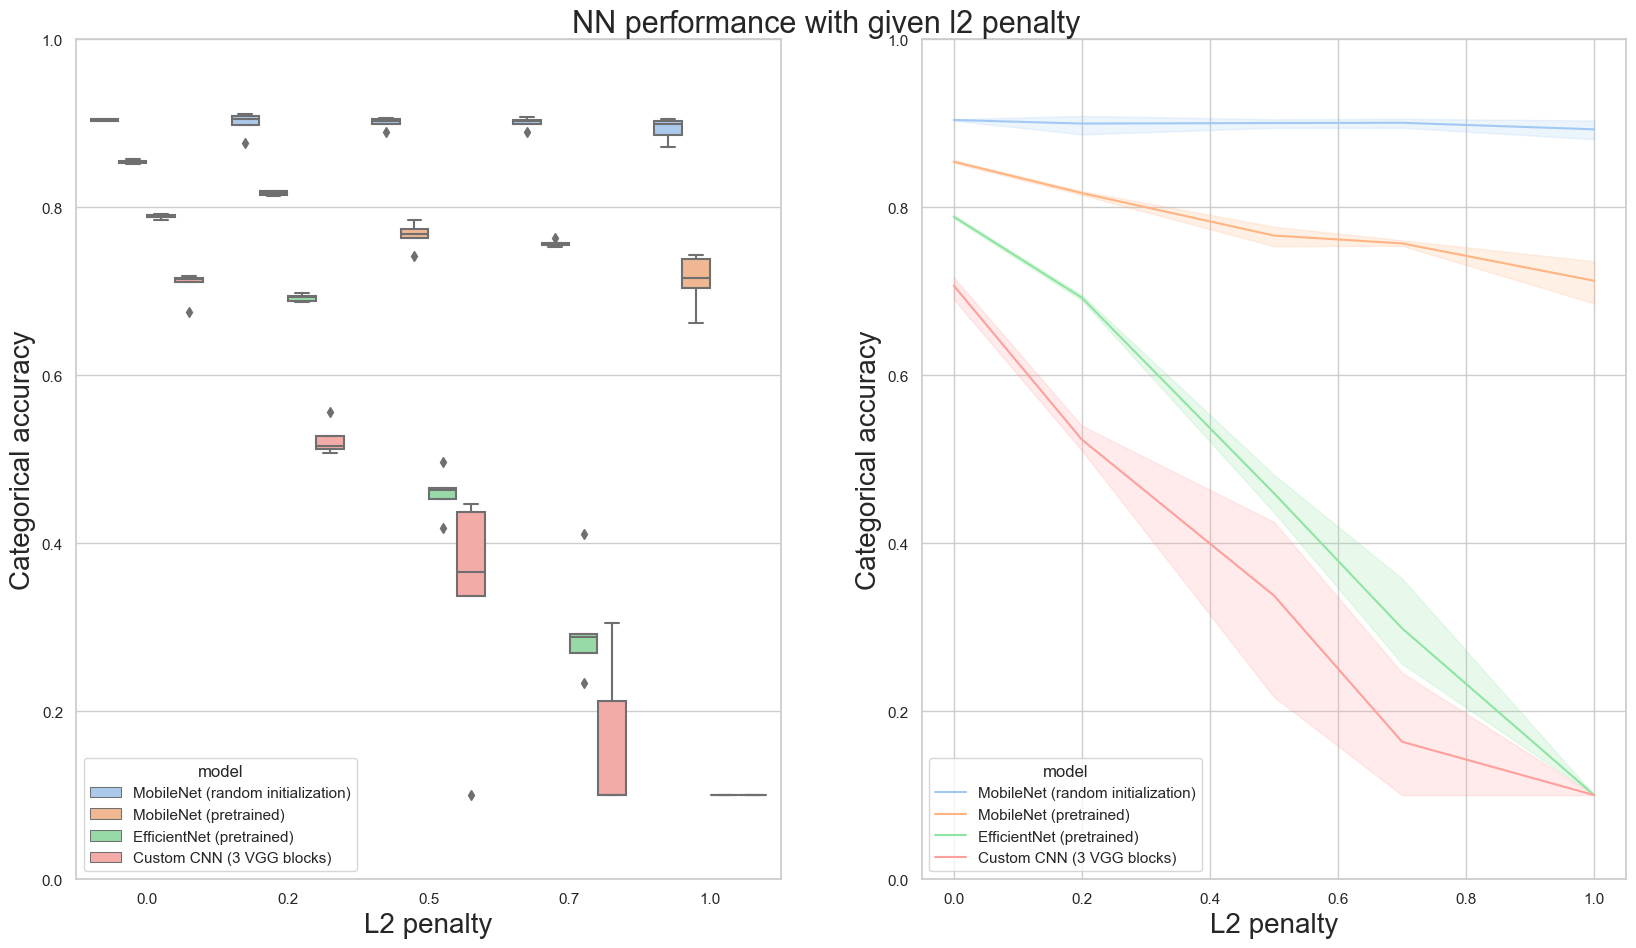 NN performance with given l2 penalty
Categorical accuracy
1.0
0.8
0.6
0.4
0.2
0.0
model
MobileNet (random initialization)
MobileNet (pretrained)
EfficientNet (pretrained)
Custom CNN (3 VGG blocks)
0.0 0.2 0.5 0.7 1.0
L2 penalty
Categorical accuracy
1.0
0.8
0.6
0.4
0.2
0.0
model
MobileNet (random initialization)
MobileNet (pretrained)
EfficientNet (pretrained)
Custom CNN (3 VGG blocks)
0.0 0.2 0.4 0.6 0.8 1.0
L2 penalty